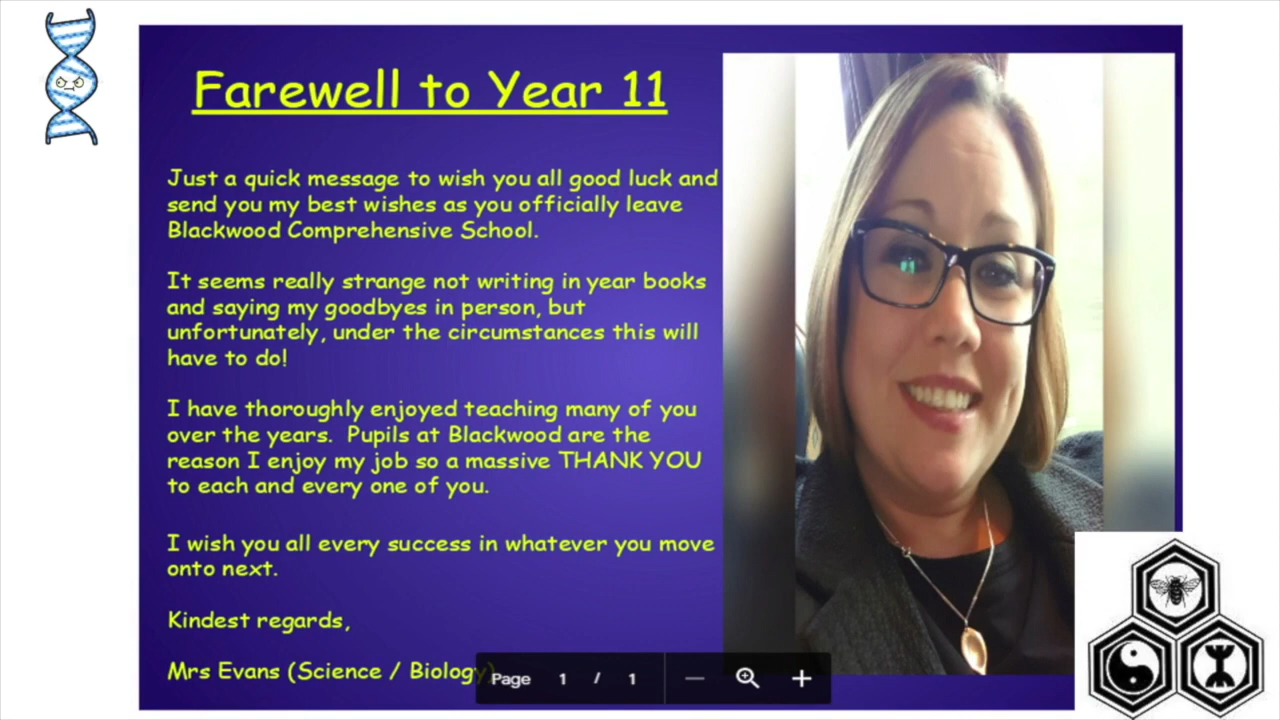 Farewell to Year 11
Just a quick message to wish you all good luck and
send you my best wishes as you officially leave
Blackwood Comprehensive School.
It seems really strange not writing in year books
and saying my goodbyes in person, but
unfortunately, under the circumstances this will
have to do!
I have thoroughly enjoyed teaching many of you
over the years.  Pupils at Blackwood are the
reason I enjoy my job so a massive THANK YOU
to each and every one of you.
I wish you all every success in whatever you move
onto next.
Kindest regards,
Mrs Evans (Science / Biology)
Page 1 / 1